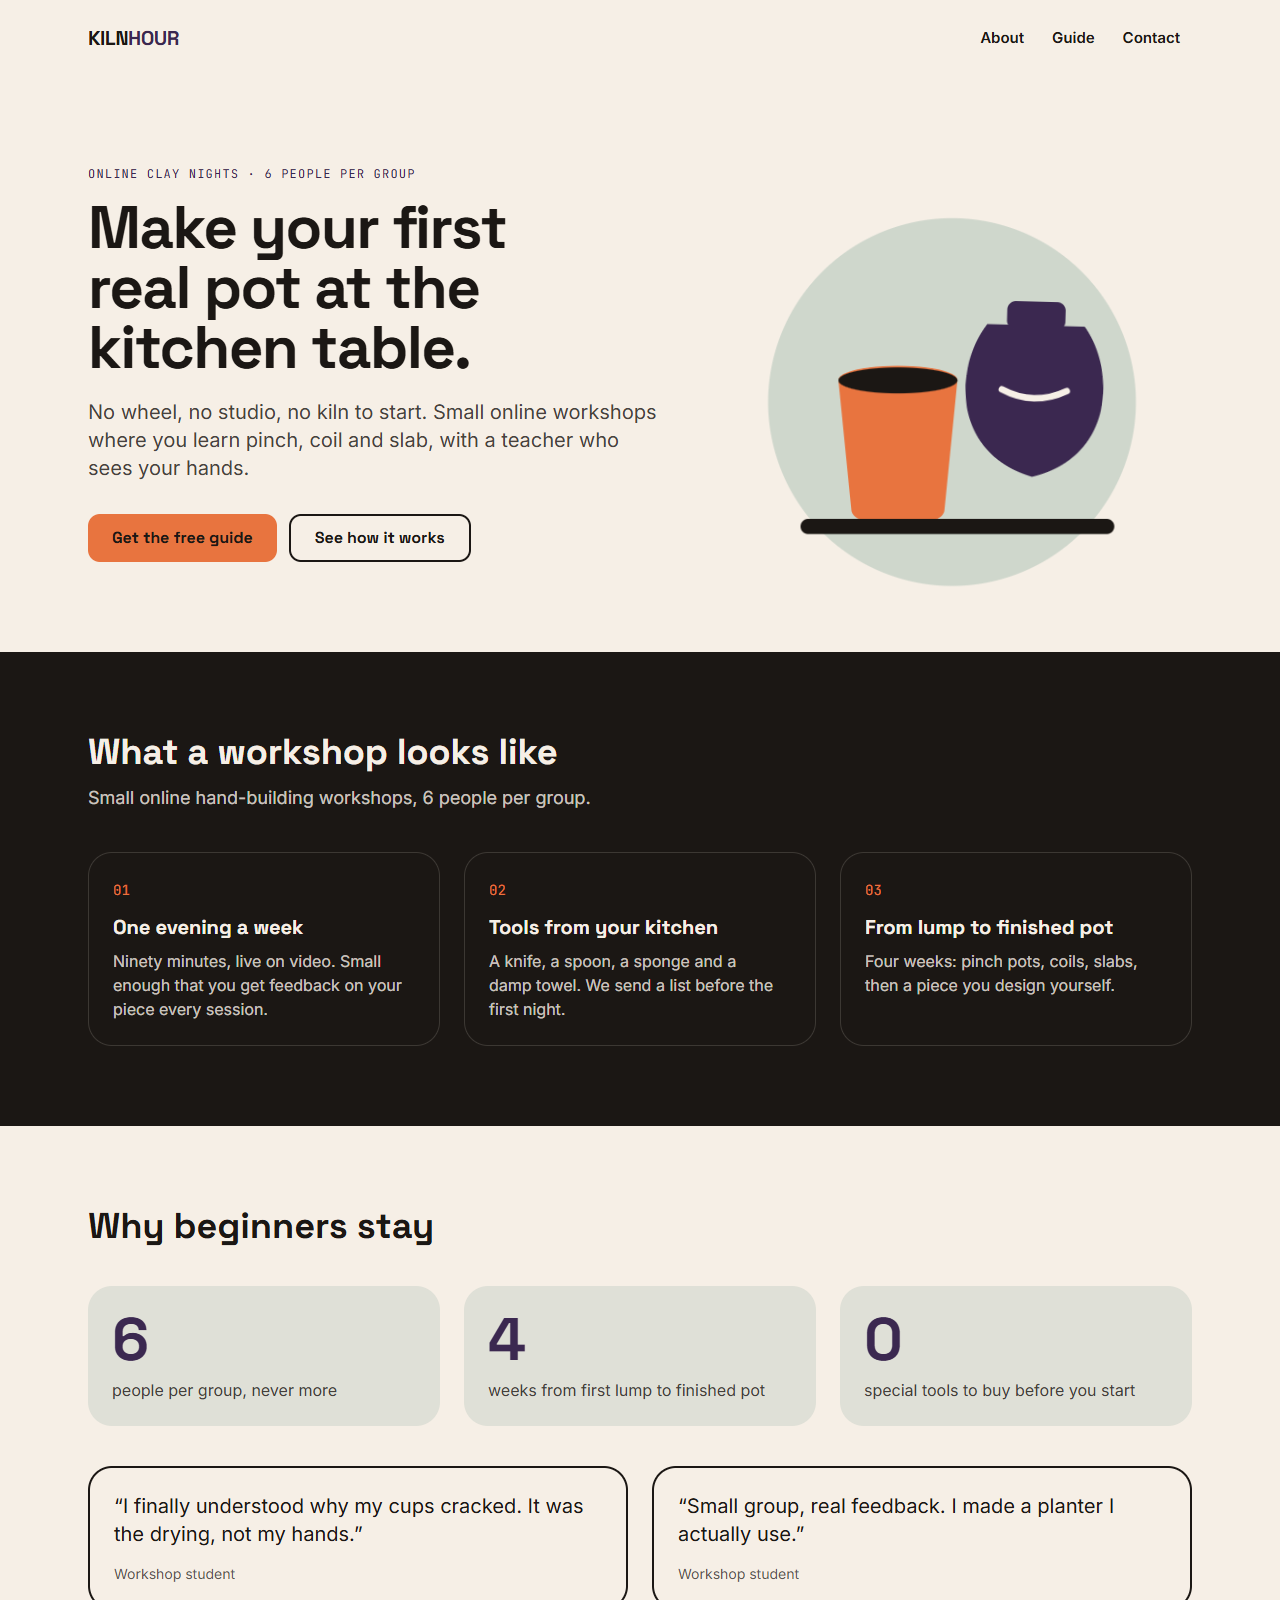 KILNHOUR
About Guide Contact
ONLINE CLAY NIGHTS · 6 PEOPLE PER GROUP
Make your first
real pot at the
kitchen table.
No wheel, no studio, no kiln to start. Small online workshops
where you learn pinch, coil and slab, with a teacher who
sees your hands.
Get the free guide
See how it works
What a workshop looks like
Small online hand-building workshops, 6 people per group.
01
One evening a week
Ninety minutes, live on video. Small
enough that you get feedback on your
piece every session.
02
Tools from your kitchen
A knife, a spoon, a sponge and a
damp towel. We send a list before the
first night.
03
From lump to finished pot
Four weeks: pinch pots, coils, slabs,
then a piece you design yourself.
Why beginners stay
6
people per group, never more
4
weeks from first lump to finished pot
0
special tools to buy before you start
“I finally understood why my cups cracked. It was
the drying, not my hands.”
Workshop student
“Small group, real feedback. I made a planter I
actually use.”
Workshop student